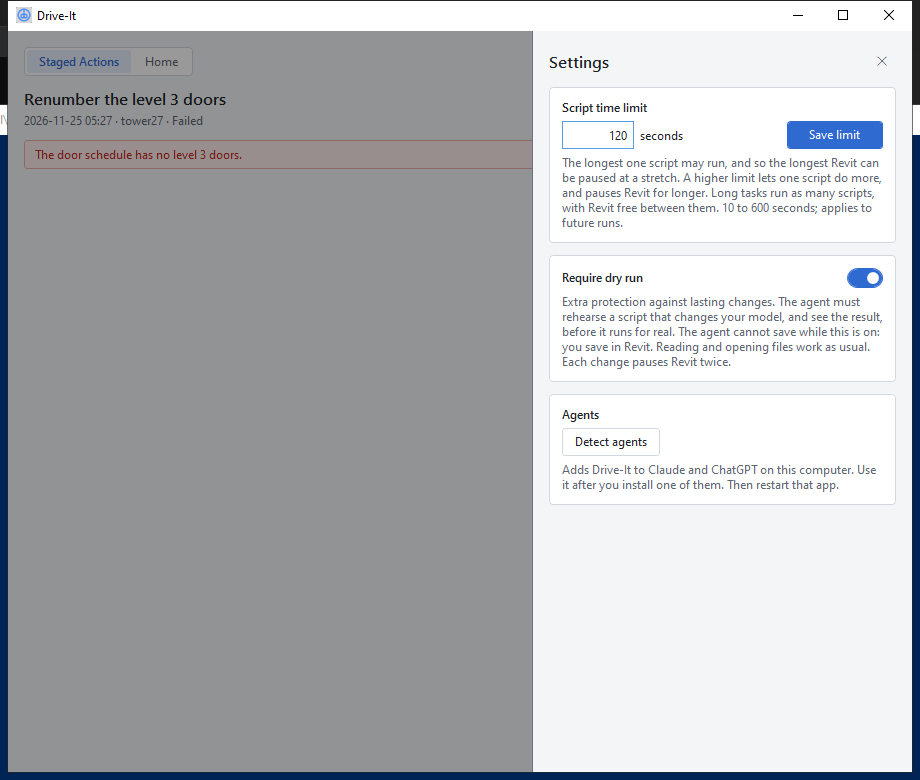 Drive-It
Staged Actions
Home
Renumber the level 3 doors
2026-11-25 05:27 · tower27 · Failed
The door schedule has no level 3 doors.
Settings
Script time limit
120 seconds
Save limit
The longest one script may run, and so the longest Revit can
be paused at a stretch. A higher limit lets one script do more,
and pauses Revit for longer. Long tasks run as many scripts,
with Revit free between them. 10 to 600 seconds; applies to
future runs.
Require dry run
Extra protection against lasting changes. The agent must
rehearse a script that changes your model, and see the result,
before it runs for real. The agent cannot save while this is on:
you save in Revit. Reading and opening files work as usual.
Each change pauses Revit twice.
Agents
Detect agents
Adds Drive-It to Claude and ChatGPT on this computer. Use
it after you install one of them. Then restart that app.